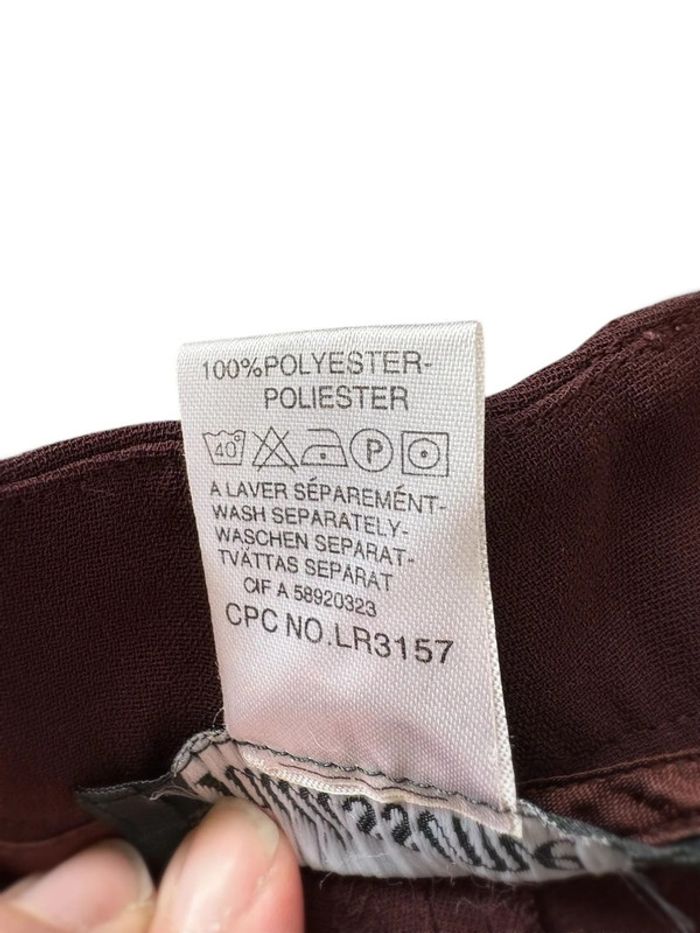 100%POLYESTER-
POLIESTER
40° P
A LAVER SÉPAREMÉNT-
WASH SEPARATELY-
WASCHEN SEPARAT-
TVÄTTAS SEPARAT
CIF A 58920323
CPC NO.LR3157